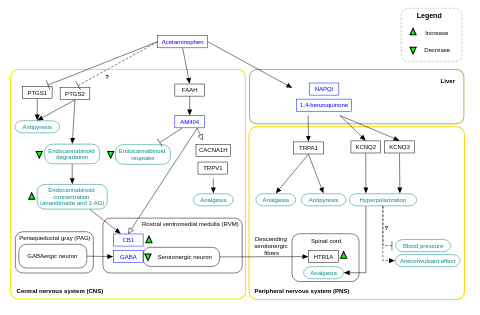 Legend
Increase
Decrease
Acetaminophen
?
PTGS1
PTGS2
FAAH
AM404
CACNA1H
TRPV1
Antipyresis
Endocannabinoid
degradation
Endocannabinoid
reuptake
Analgesia
Endocannabinoid
concentration
(anandimade and 2-AG)
Rostral ventromedial medulla (RVM)
Periaqueductal gray (PAG)
GABAergic neuron
CB1
GABA
Serotonergic neuron
Central nervous system (CNS)
Liver
NAPQI
1,4-benzoquinone
TRPA1
KCNQ2
KCNQ3
Analgesia
Antipyresis
Hyperpolarization
?
Descending
serotonergic
fibers
Spinal cord
HTR1A
Analgesia
Blood pressure
Anticonvulsant effect
Peripheral nervous system (PNS)